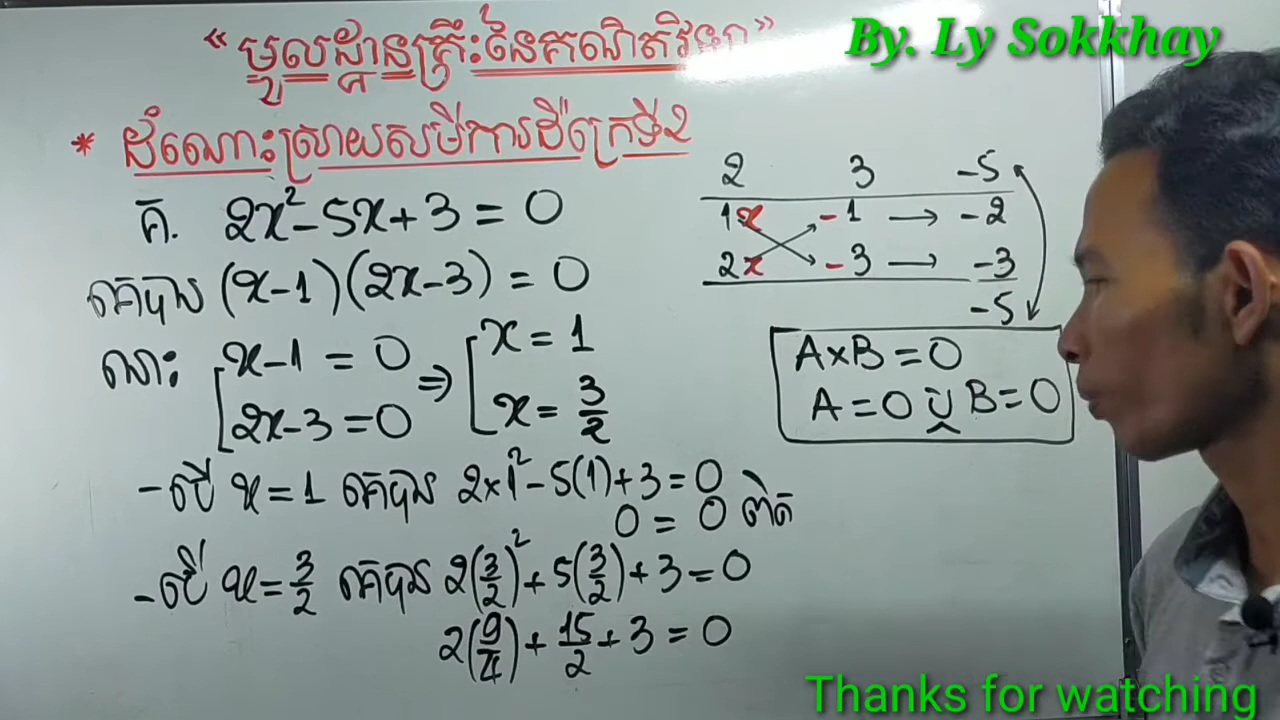 “មូលដ្ឋានគ្រឹះនៃគណិតវិទ្យា”
By. Ly Sokkhay
* ដំណោះស្រាយសមីការដឺក្រេទី២
គ. 2x² - 5x + 3 = 0
គេបាន (x-1)(2x-3) = 0
នោះ [x-1 = 0 ⇒ [x = 1
2x-3 = 0 x = 3/2
- បើ x = 1 គេបាន 2×1² - 5(1) + 3 = 0
0 = 0 ពិត
- បើ x = 3/2 គេបាន 2(3/2)² + 5(3/2) + 3 = 0
2(9/4) + 15/2 + 3 = 0
2 3 -5
1x -1 → -2
2x -3 → -3
-5
A×B = 0
A = 0 ឬ B = 0
Thanks for watching